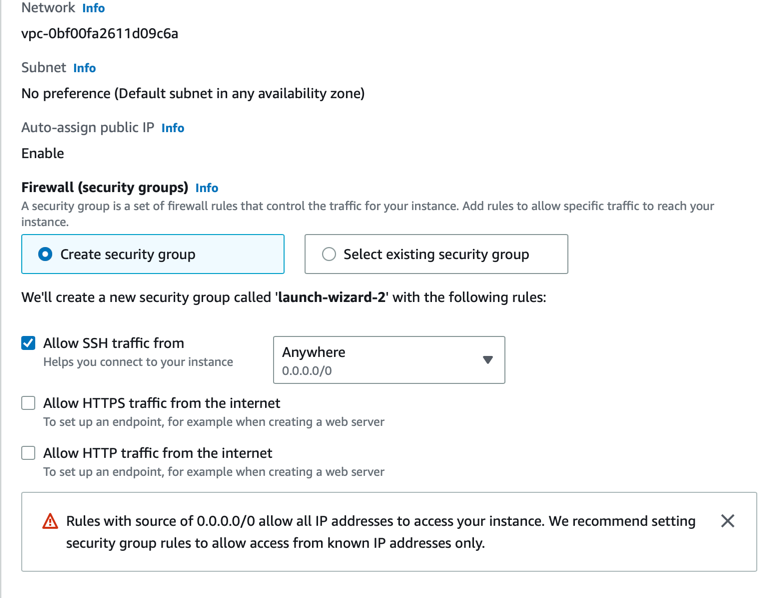 Network Info
vpc-0bf00fa2611d09c6a
Subnet Info
No preference (Default subnet in any availability zone)
Auto-assign public IP Info
Enable
Firewall (security groups) Info
A security group is a set of firewall rules that control the traffic for your instance. Add rules to allow specific traffic to reach your
instance.
Create security group
Select existing security group
We'll create a new security group called 'launch-wizard-2' with the following rules:
Allow SSH traffic from
Helps you connect to your instance
Anywhere
0.0.0.0/0
Allow HTTPS traffic from the internet
To set up an endpoint, for example when creating a web server
Allow HTTP traffic from the internet
To set up an endpoint, for example when creating a web server
Rules with source of 0.0.0.0/0 allow all IP addresses to access your instance. We recommend setting
security group rules to allow access from known IP addresses only.